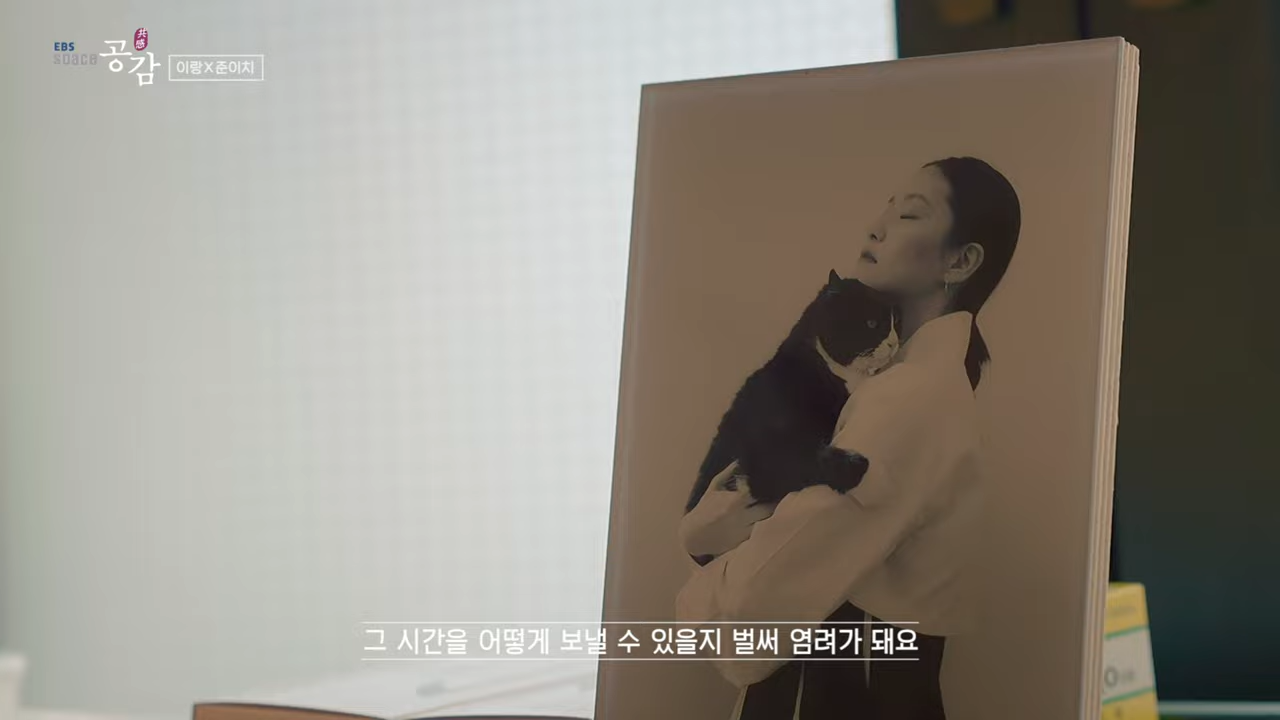 EBS
space 공감
共感
이랑X준이치
그 시간을 어떻게 보낼 수 있을지 벌써 염려가 돼요